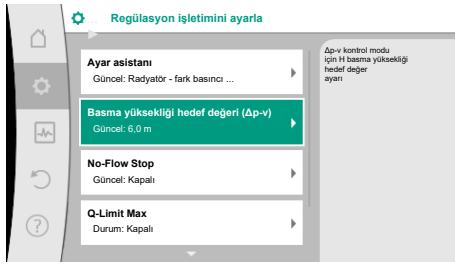 Regülasyon işletimini ayarla
Ayar asistanı
Güncel: Radyatör - fark basıncı ...
Basma yüksekliği hedef değeri (Δp-v)
Güncel: 6,0 m
No-Flow Stop
Güncel: Kapalı
Q-Limit Max
Durum: Kapalı
Δp-v kontrol modu
için H basma yüksekliği
hedef değer
ayarı